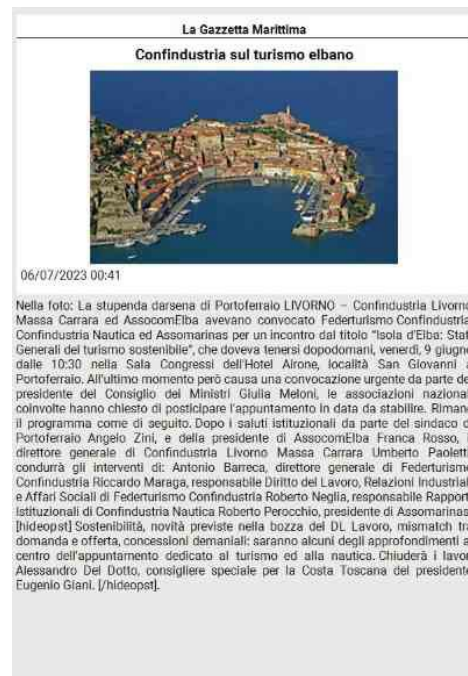 La Gazzetta Marittima
Confindustria sul turismo elbano
06/07/2023 00:41
Nella foto: La stupenda darsena di Portoferraio LIVORNO – Confindustria Livorno
Massa Carrara ed AssocomElba avevano convocato Federturismo Confindustria
Confindustria Nautica ed Assomarinas per un incontro dal titolo "Isola d'Elba: Stat
Generali del turismo sostenibile", che doveva tenersi dopodomani, venerdì, 9 giugno
dalle 10:30 nella Sala Congressi dell'Hotel Airone, località San Giovanni a
Portoferraio. All'ultimo momento però causa una convocazione urgente da parte de
presidente del Consiglio dei Ministri Giulia Meloni, le associazioni nazional
coinvolte hanno chiesto di posticipare l'appuntamento in data da stabilire. Riman
il programma come di seguito. Dopo i saluti istituzionali da parte del sindaco d
Portoferraio Angelo Zini, e della presidente di AssocomElba Franca Rosso,
direttore generale di Confindustria Livorno Massa Carrara Umberto Paolett
condurrà gli interventi di: Antonio Barreca, direttore generale di Federturismo
Confindustria Riccardo Maraga, responsabile Diritto del Lavoro, Relazioni Industrial
e Affari Sociali di Federturismo Confindustria Roberto Neglia, responsabile Rapport
Istituzionali di Confindustria Nautica Roberto Perocchio, presidente di Assomarinas
[hideopst] Sostenibilità, novità previste nella bozza del DL Lavoro, mismatch tra
domanda e offerta, concessioni demaniali: saranno alcuni degli approfondimenti a
centro dell'appuntamento dedicato al turismo ed alla nautica. Chiuderà i lavor
Alessandro Del Dotto, consigliere speciale per la Costa Toscana del presidente
Eugenio Giani. [/hideopst].